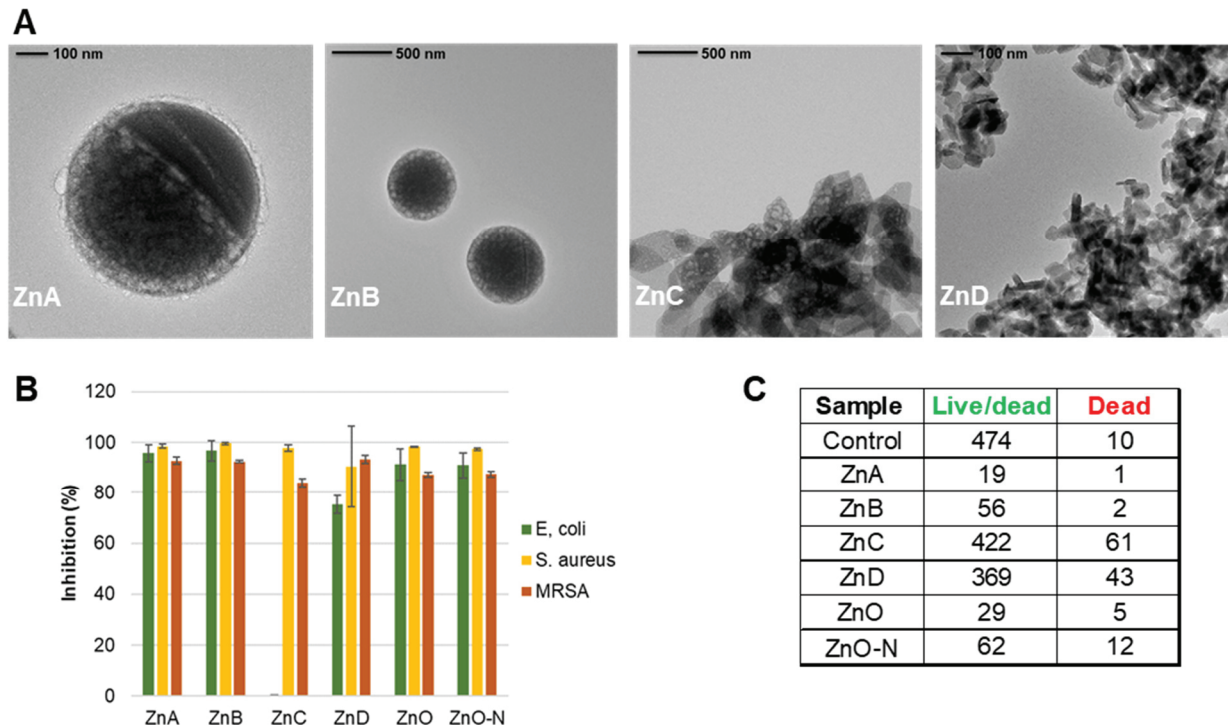 A
100 nm
500 nm
500 nm
100 nm
ZnA
ZnB
ZnC
ZnD
B
120
100
80
60
40
20
0
Inhibition (%)
ZnA ZnB ZnC ZnD ZnO ZnO-N
E, coli
S. aureus
MRSA
C
Sample Live/dead Dead
Control 474 10
ZnA 19 1
ZnB 56 2
ZnC 422 61
ZnD 369 43
ZnO 29 5
ZnO-N 62 12